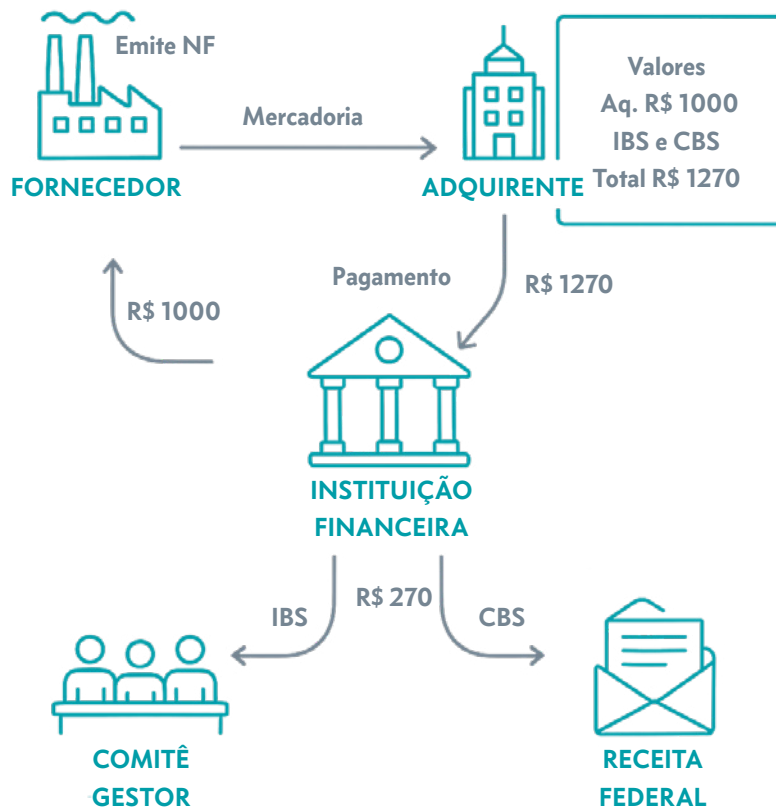 Emite NF
Mercadoria
FORNECEDOR
ADQUIRENTE
Valores
Aq. R$ 1000
IBS e CBS
Total R$ 1270
Pagamento
R$ 1270
R$ 1000
INSTITUIÇÃO
FINANCEIRA
R$ 270
IBS
CBS
COMITÊ
GESTOR
RECEITA
FEDERAL